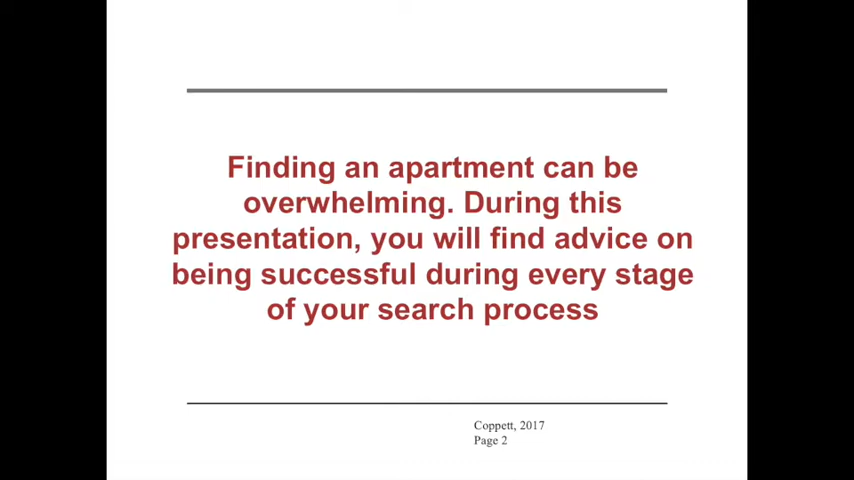 Finding an apartment can be
overwhelming. During this
presentation, you will find advice on
being successful during every stage
of your search process
Coppett, 2017
Page 2